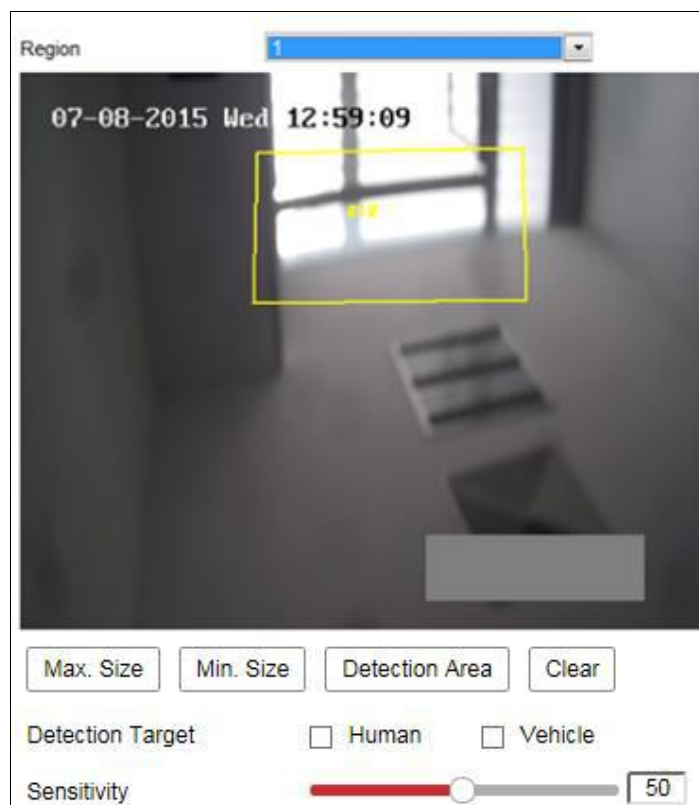 Region 1
07-08-2015 Wed 12:59:09
Max. Size Min. Size Detection Area Clear
Detection Target Human Vehicle
Sensitivity 50